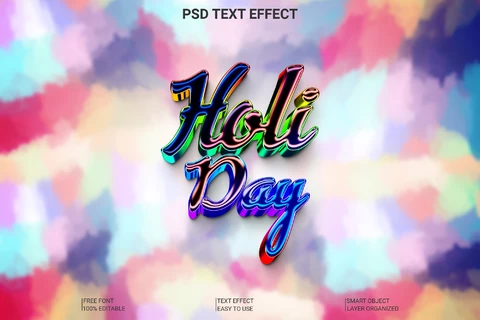 PSD TEXT EFFECT
Holi
Day
FREE FONT
100% EDITABLE
TEXT EFFECT
EASY TO USE
SMART OBJECT
LAYER ORGANIZED